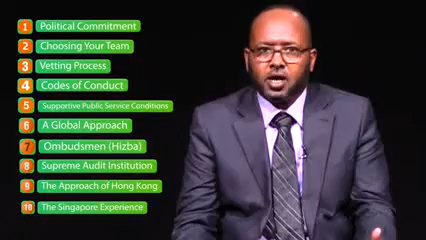 1 Political Commitment
2 Choosing Your Team
3 Vetting Process
4 Codes of Conduct
5 Supportive Public Service Conditions
6 A Global Approach
7 Ombudsmen (Hizba)
8 Supreme Audit Institution
9 The Approach of Hong Kong
10 The Singapore Experience